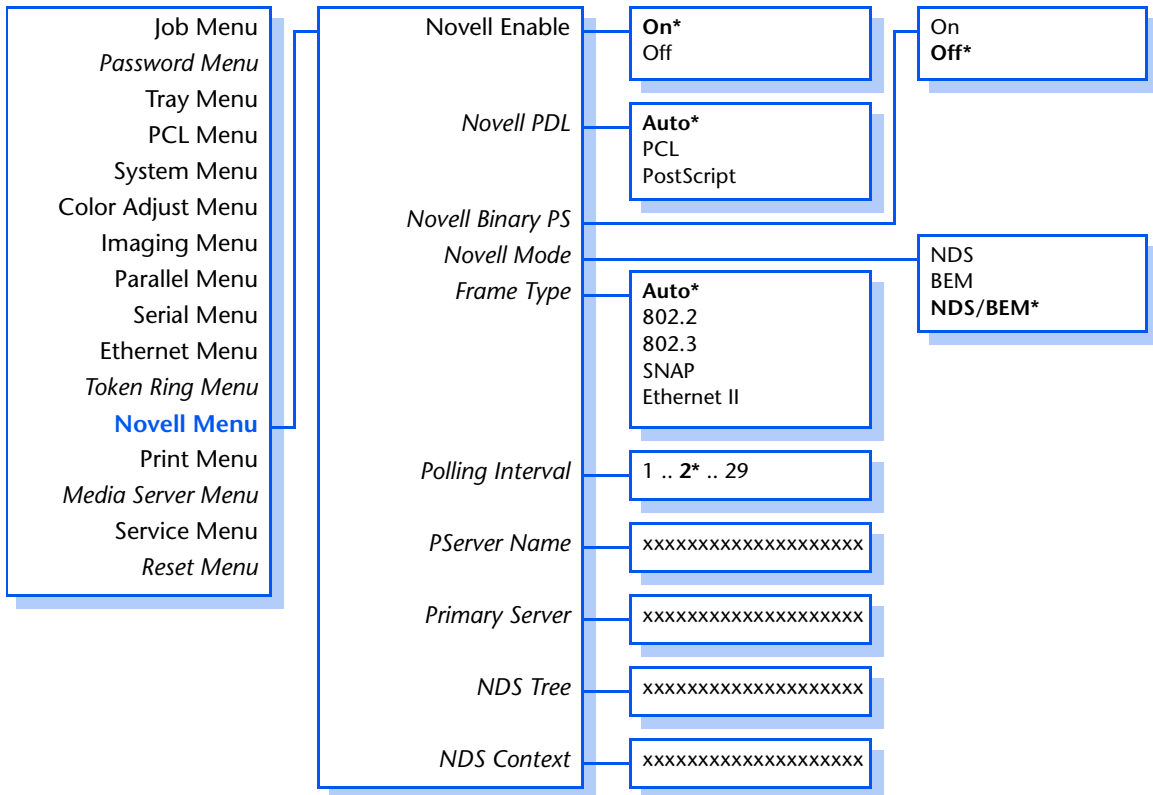 Job Menu
Password Menu
Tray Menu
PCL Menu
System Menu
Color Adjust Menu
Imaging Menu
Parallel Menu
Serial Menu
Ethernet Menu
Token Ring Menu
Novell Menu
Print Menu
Media Server Menu
Service Menu
Reset Menu
Novell Enable
On*
Off
Novell PDL
Auto*
PCL
PostScript
Novell Binary PS
On
Off*
Novell Mode
NDS
BEM
NDS/BEM*
Frame Type
Auto*
802.2
802.3
SNAP
Ethernet II
Polling Interval
1 .. 2* .. 29
PServer Name
xxxxxxxxxxxxxxxxxxxx
Primary Server
xxxxxxxxxxxxxxxxxxxx
NDS Tree
xxxxxxxxxxxxxxxxxxxx
NDS Context
xxxxxxxxxxxxxxxxxxxx